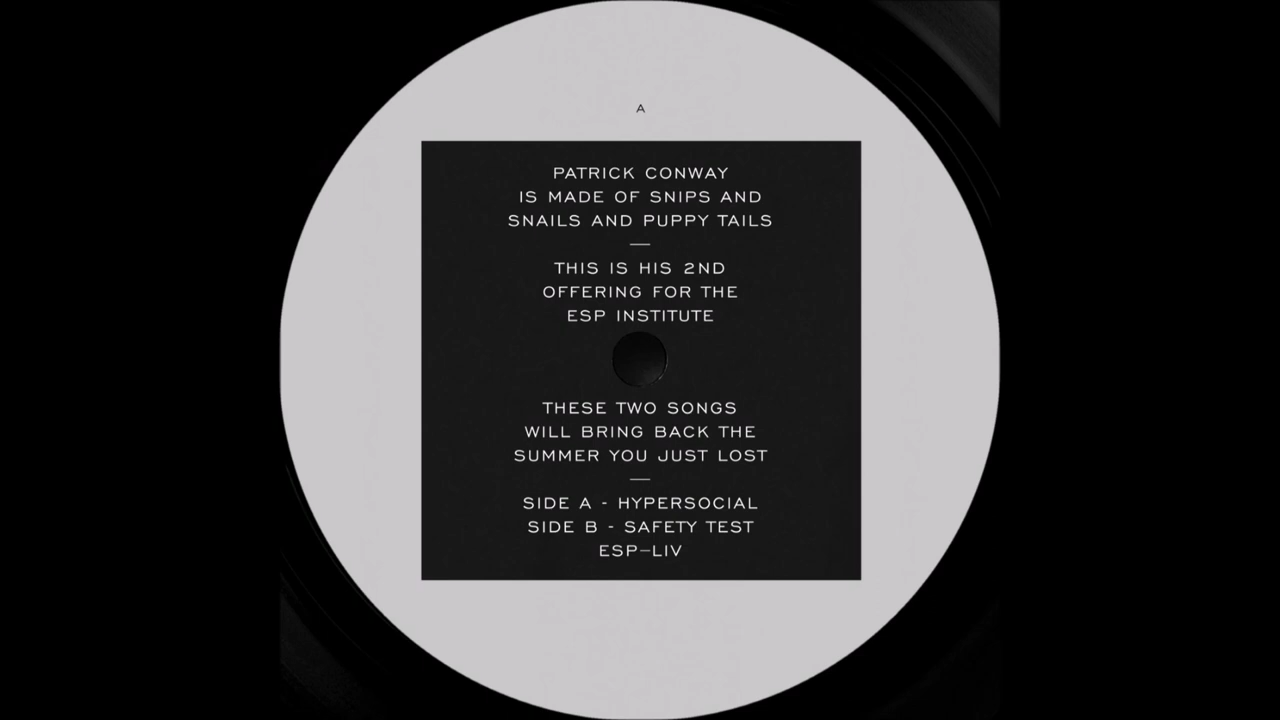 A
PATRICK CONWAY
IS MADE OF SNIPS AND
SNAILS AND PUPPY TAILS
—
THIS IS HIS 2ND
OFFERING FOR THE
ESP INSTITUTE
THESE TWO SONGS
WILL BRING BACK THE
SUMMER YOU JUST LOST
—
SIDE A - HYPERSOCIAL
SIDE B - SAFETY TEST
ESP–LIV